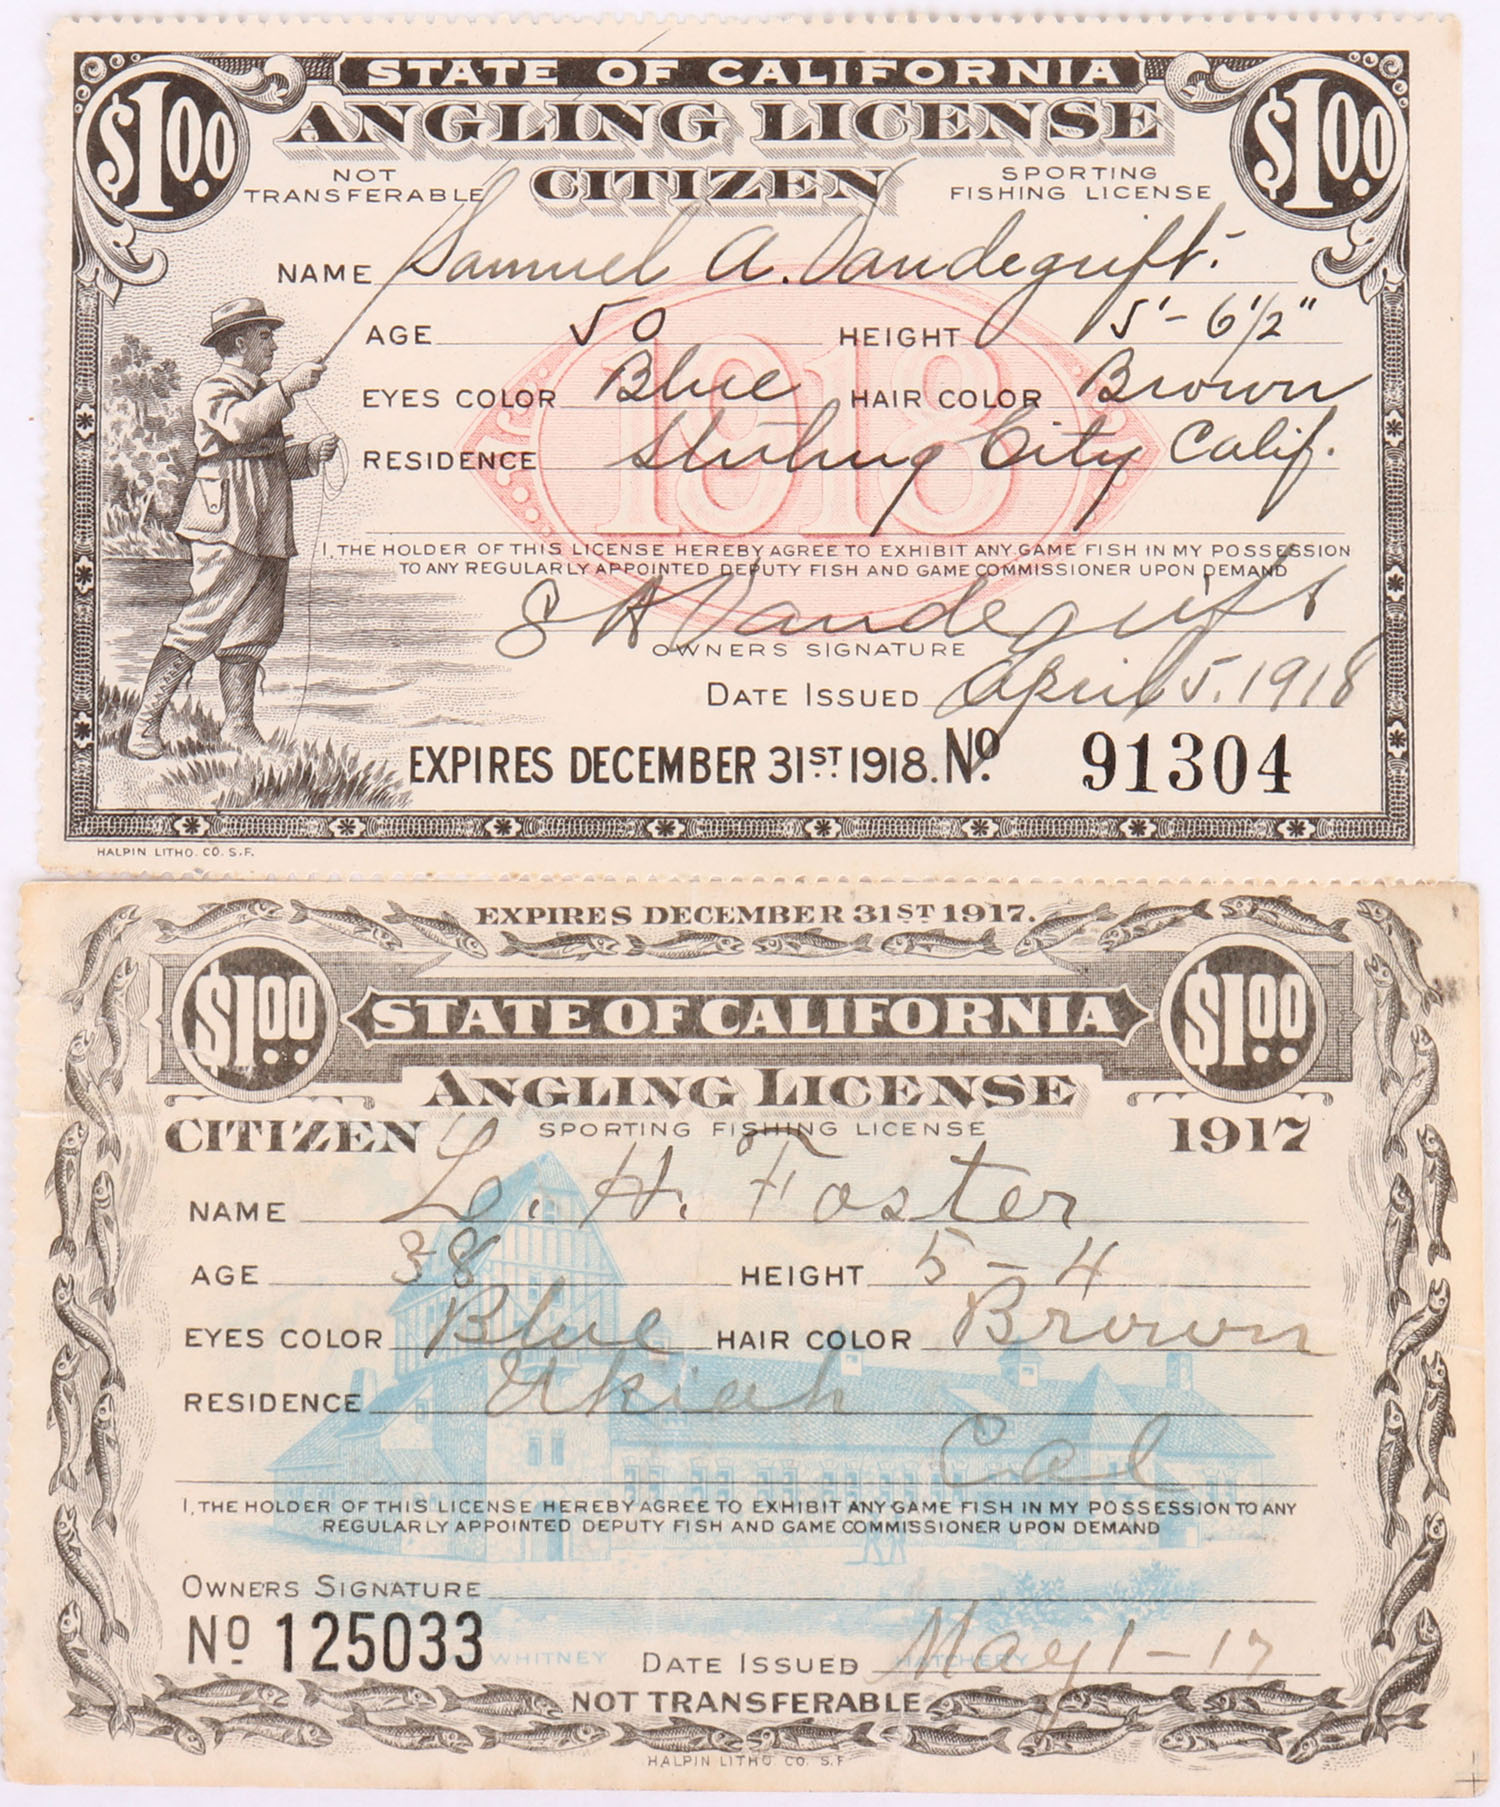 STATE OF CALIFORNIA
$1.00 ANGLING LICENSE $1.00
NOT TRANSFERABLE CITIZEN SPORTING FISHING LICENSE
NAME Samuel A. Vandegrift.
AGE 50 HEIGHT 5'-6 1/2"
EYES COLOR Blue HAIR COLOR Brown
RESIDENCE Stirling City Calif.
1918
I, THE HOLDER OF THIS LICENSE HEREBY AGREE TO EXHIBIT ANY GAME FISH IN MY POSSESSION
TO ANY REGULARLY APPOINTED DEPUTY FISH AND GAME COMMISSIONER UPON DEMAND
S A Vandegrift
OWNERS SIGNATURE
DATE ISSUED April 5, 1918
EXPIRES DECEMBER 31ST 1918. No. 91304
HALPIN LITHO. CO. S.F.
EXPIRES DECEMBER 31ST 1917.
$1.00 STATE OF CALIFORNIA $1.00
ANGLING LICENSE
CITIZEN SPORTING FISHING LICENSE 1917
NAME L. H. Foster
AGE 38 HEIGHT 5-4
EYES COLOR Blue HAIR COLOR Brown
RESIDENCE Ukiah
Cal
I, THE HOLDER OF THIS LICENSE HEREBY AGREE TO EXHIBIT ANY GAME FISH IN MY POSSESSION TO ANY
REGULARLY APPOINTED DEPUTY FISH AND GAME COMMISSIONER UPON DEMAND
OWNERS SIGNATURE
No 125033 WHITNEY HATCHERY
DATE ISSUED May 1-17
NOT TRANSFERABLE
HALPIN LITHO. CO. S.F